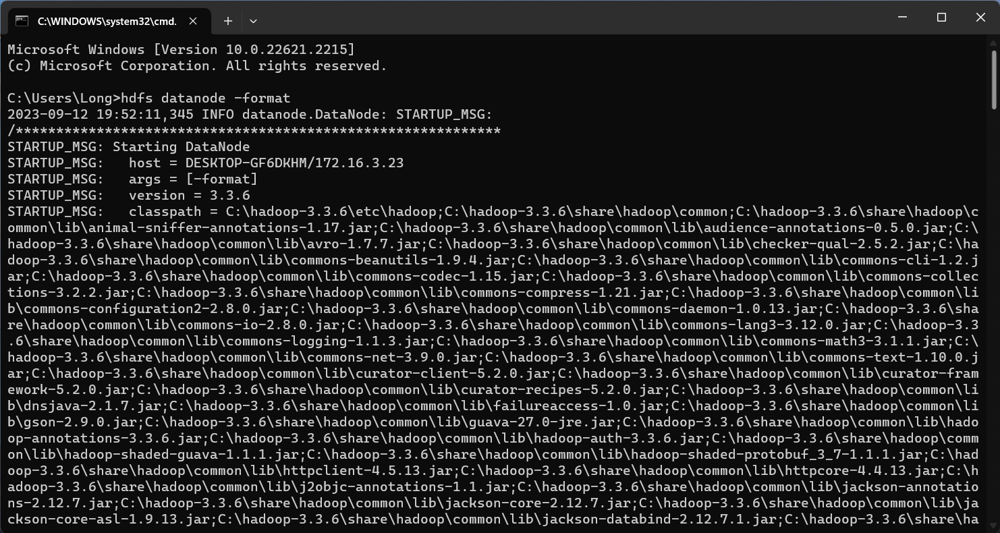 C:\WINDOWS\system32\cmd.
Microsoft Windows [Version 10.0.22621.2215]
(c) Microsoft Corporation. All rights reserved.
C:\Users\Long>hdfs datanode -format
2023-09-12 19:52:11,345 INFO datanode.DataNode: STARTUP_MSG:
/************************************************************
STARTUP_MSG: Starting DataNode
STARTUP_MSG:   host = DESKTOP-GF6DKHM/172.16.3.23
STARTUP_MSG:   args = [-format]
STARTUP_MSG:   version = 3.3.6
STARTUP_MSG:   classpath = C:\hadoop-3.3.6\etc\hadoop;C:\hadoop-3.3.6\share\hadoop\common;C:\hadoop-3.3.6\share\hadoop\c
ommon\lib\animal-sniffer-annotations-1.17.jar;C:\hadoop-3.3.6\share\hadoop\common\lib\audience-annotations-0.5.0.jar;C:\
hadoop-3.3.6\share\hadoop\common\lib\avro-1.7.7.jar;C:\hadoop-3.3.6\share\hadoop\common\lib\checker-qual-2.5.2.jar;C:\ha
doop-3.3.6\share\hadoop\common\lib\commons-beanutils-1.9.4.jar;C:\hadoop-3.3.6\share\hadoop\common\lib\commons-cli-1.2.j
ar;C:\hadoop-3.3.6\share\hadoop\common\lib\commons-codec-1.15.jar;C:\hadoop-3.3.6\share\hadoop\common\lib\commons-collec
tions-3.2.2.jar;C:\hadoop-3.3.6\share\hadoop\common\lib\commons-compress-1.21.jar;C:\hadoop-3.3.6\share\hadoop\common\li
b\commons-configuration2-2.8.0.jar;C:\hadoop-3.3.6\share\hadoop\common\lib\commons-daemon-1.0.13.jar;C:\hadoop-3.3.6\sha
re\hadoop\common\lib\commons-io-2.8.0.jar;C:\hadoop-3.3.6\share\hadoop\common\lib\commons-lang3-3.12.0.jar;C:\hadoop-3.3
.6\share\hadoop\common\lib\commons-logging-1.1.3.jar;C:\hadoop-3.3.6\share\hadoop\common\lib\commons-math3-3.1.1.jar;C:\
hadoop-3.3.6\share\hadoop\common\lib\commons-net-3.9.0.jar;C:\hadoop-3.3.6\share\hadoop\common\lib\commons-text-1.10.0.j
ar;C:\hadoop-3.3.6\share\hadoop\common\lib\curator-client-5.2.0.jar;C:\hadoop-3.3.6\share\hadoop\common\lib\curator-fram
ework-5.2.0.jar;C:\hadoop-3.3.6\share\hadoop\common\lib\curator-recipes-5.2.0.jar;C:\hadoop-3.3.6\share\hadoop\common\li
b\dnsjava-2.1.7.jar;C:\hadoop-3.3.6\share\hadoop\common\lib\failureaccess-1.0.jar;C:\hadoop-3.3.6\share\hadoop\common\li
b\gson-2.9.0.jar;C:\hadoop-3.3.6\share\hadoop\common\lib\guava-27.0-jre.jar;C:\hadoop-3.3.6\share\hadoop\common\lib\hado
op-annotations-3.3.6.jar;C:\hadoop-3.3.6\share\hadoop\common\lib\hadoop-auth-3.3.6.jar;C:\hadoop-3.3.6\share\hadoop\comm
on\lib\hadoop-shaded-guava-1.1.1.jar;C:\hadoop-3.3.6\share\hadoop\common\lib\hadoop-shaded-protobuf_3_7-1.1.1.jar;C:\had
oop-3.3.6\share\hadoop\common\lib\httpclient-4.5.13.jar;C:\hadoop-3.3.6\share\hadoop\common\lib\httpcore-4.4.13.jar;C:\h
adoop-3.3.6\share\hadoop\common\lib\j2objc-annotations-1.1.jar;C:\hadoop-3.3.6\share\hadoop\common\lib\jackson-annotatio
ns-2.12.7.jar;C:\hadoop-3.3.6\share\hadoop\common\lib\jackson-core-2.12.7.jar;C:\hadoop-3.3.6\share\hadoop\common\lib\ja
ckson-core-asl-1.9.13.jar;C:\hadoop-3.3.6\share\hadoop\common\lib\jackson-databind-2.12.7.1.jar;C:\hadoop-3.3.6\share\ha